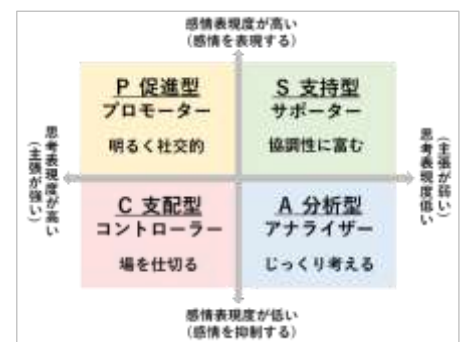 感情表現度が高い
(感情を表現する)
P 促進型
プロモーター
明るく社交的
S 支持型
サポーター
協調性に富む
思考表現度が高い
(主張が強い)
(主張が弱い)
思考表現度低い
C 支配型
コントローラー
場を仕切る
A 分析型
アナライザー
じっくり考える
感情表現度が低い
(感情を抑制する)